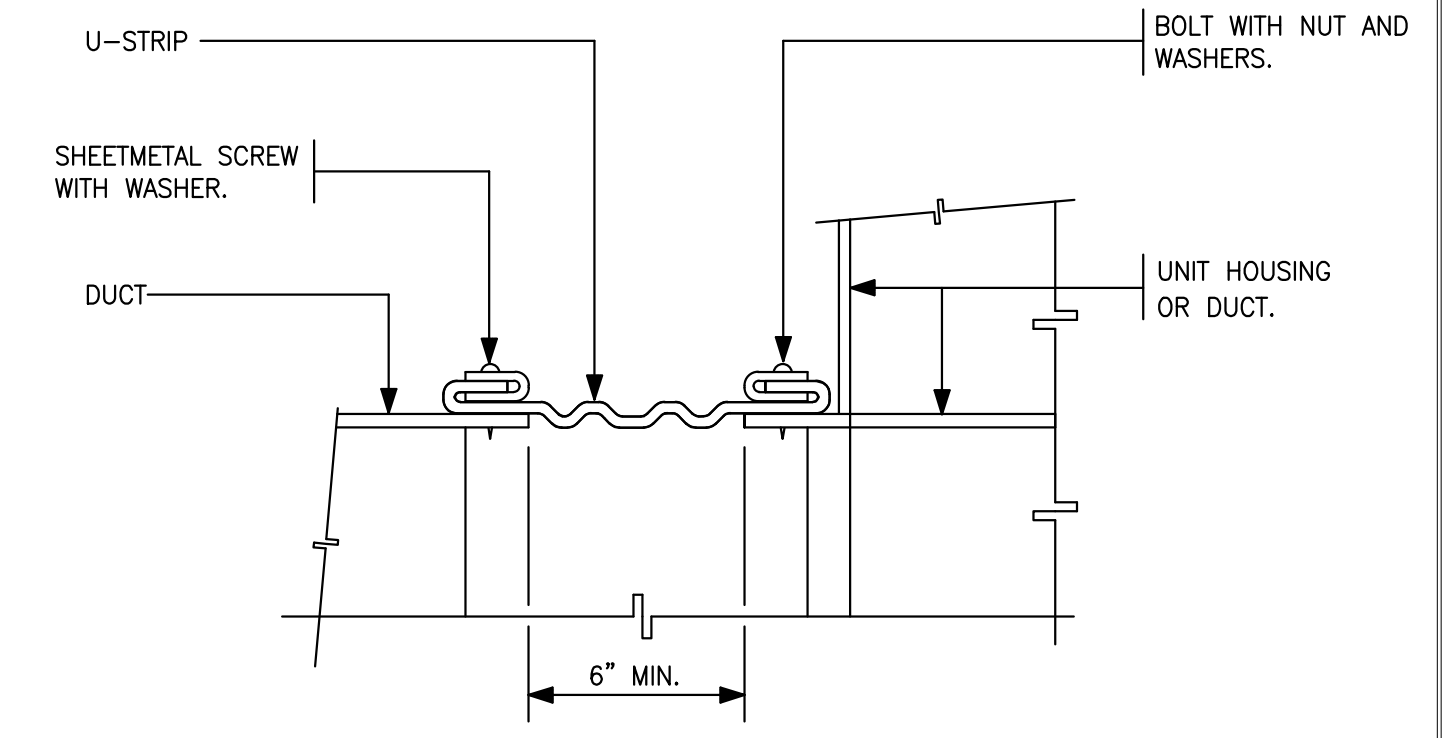 U-STRIP
BOLT WITH NUT AND
WASHERS.
SHEETMETAL SCREW
WITH WASHER.
DUCT
UNIT HOUSING
OR DUCT.
6" MIN.